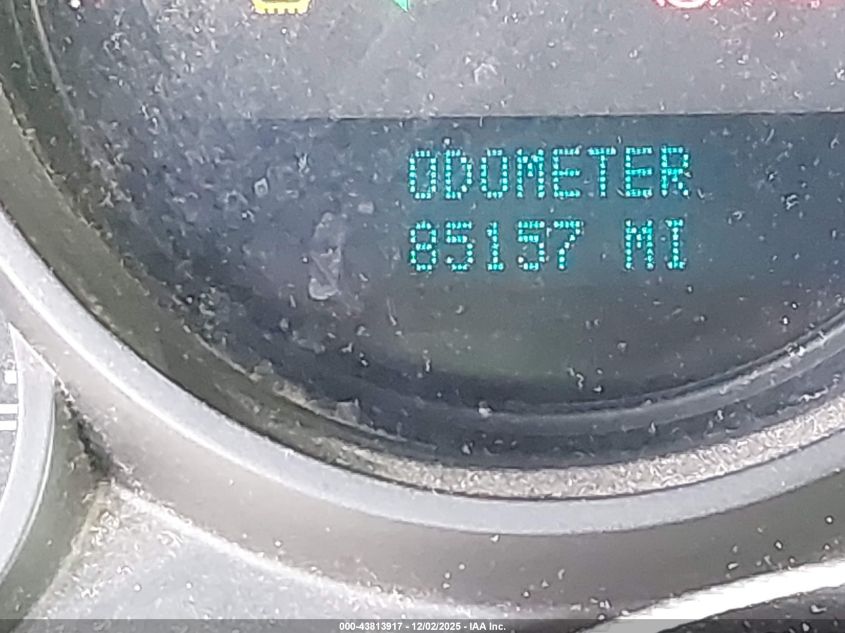 ODOMETER
85157 MI
000-43813917 - 12/02/2025 - IAA Inc.